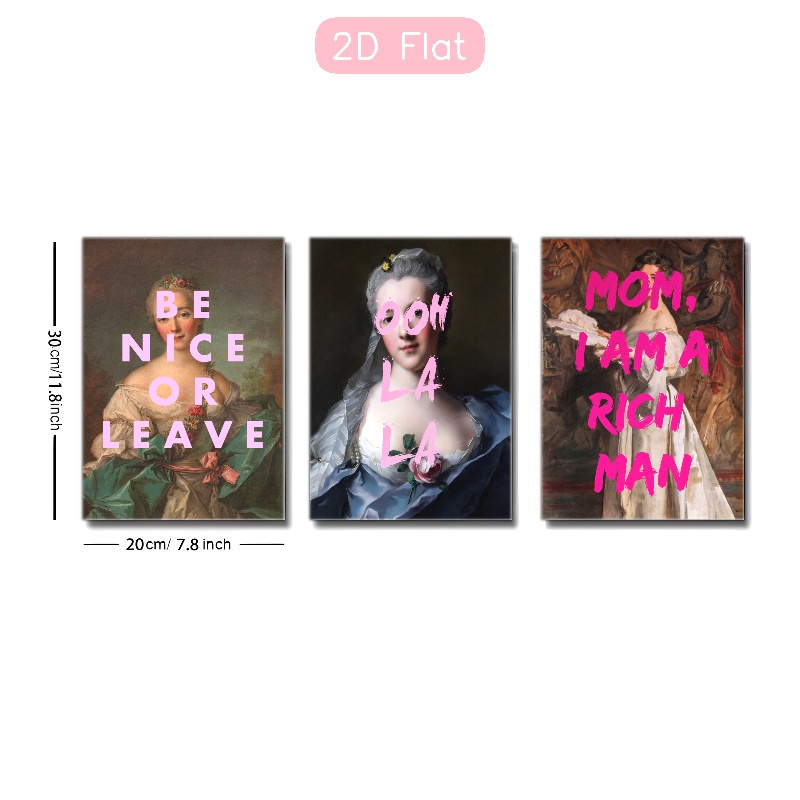 2D Flat
BE
NICE
OR
LEAVE
OOH
LA
LA
MOM,
I AM A
RICH
MAN
30cm/11.8inch
20cm/ 7.8 inch